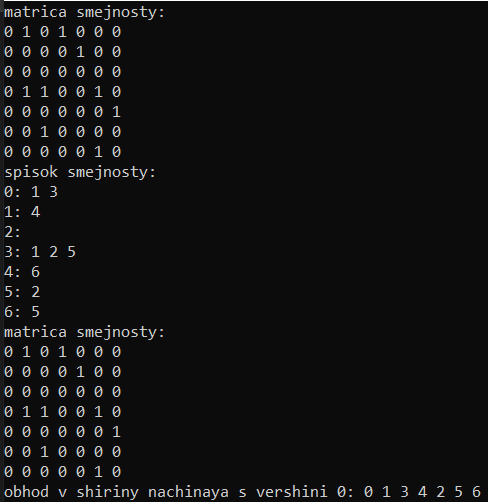 matrica smejnosty:
0 1 0 1 0 0 0
0 0 0 0 1 0 0
0 0 0 0 0 0 0
0 1 1 0 0 1 0
0 0 0 0 0 0 1
0 0 1 0 0 0 0
0 0 0 0 0 1 0
spisok smejnosty:
0: 1 3
1: 4
2:
3: 1 2 5
4: 6
5: 2
6: 5
matrica smejnosty:
0 1 0 1 0 0 0
0 0 0 0 1 0 0
0 0 0 0 0 0 0
0 1 1 0 0 1 0
0 0 0 0 0 0 1
0 0 1 0 0 0 0
0 0 0 0 0 1 0
obhod v shiriny nachinaya s vershini 0: 0 1 3 4 2 5 6